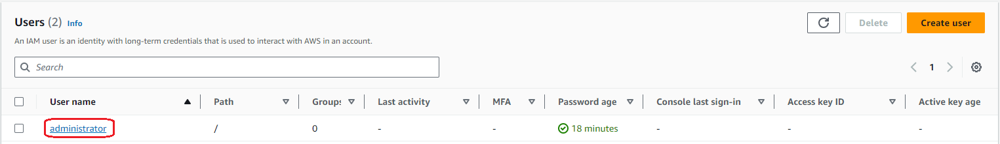 Users (2) Info
Delete
Create user
An IAM user is an identity with long-term credentials that is used to interact with AWS in an account.
Search
1
User name Path Groups Last activity MFA Password age Console last sign-in Access key ID Active key age
administrator / 0 - - 18 minutes - - -